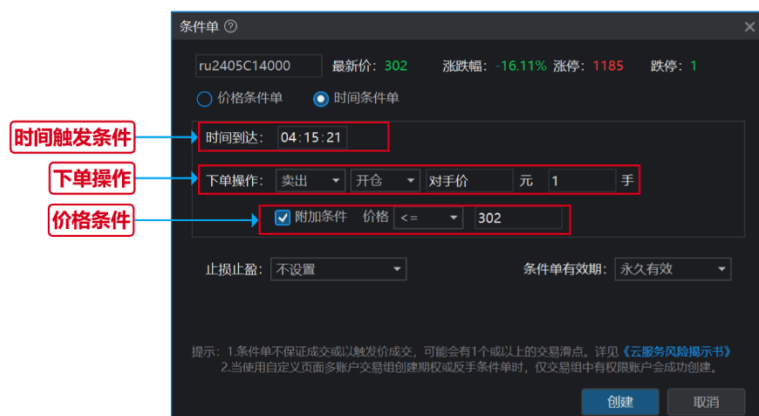 条件单
ru2405C14000 最新价: 302 涨跌幅: -16.11% 涨停: 1185 跌停: 1
价格条件单 时间条件单
时间触发条件
时间到达: 04:15:21
下单操作
下单操作: 卖出 开仓 对手价 元 1 手
价格条件
附加条件 价格 <= 302
止损止盈: 不设置 条件单有效期: 永久有效
提示: 1.条件单不保证成交或以触发价成交，可能会有1个或以上的交易滑点。详见《云服务风险揭示书》
2.当使用自定义页面多账户交易组创建期权或反手条件单时，仅交易组中有权限账户会成功创建。
创建 取消